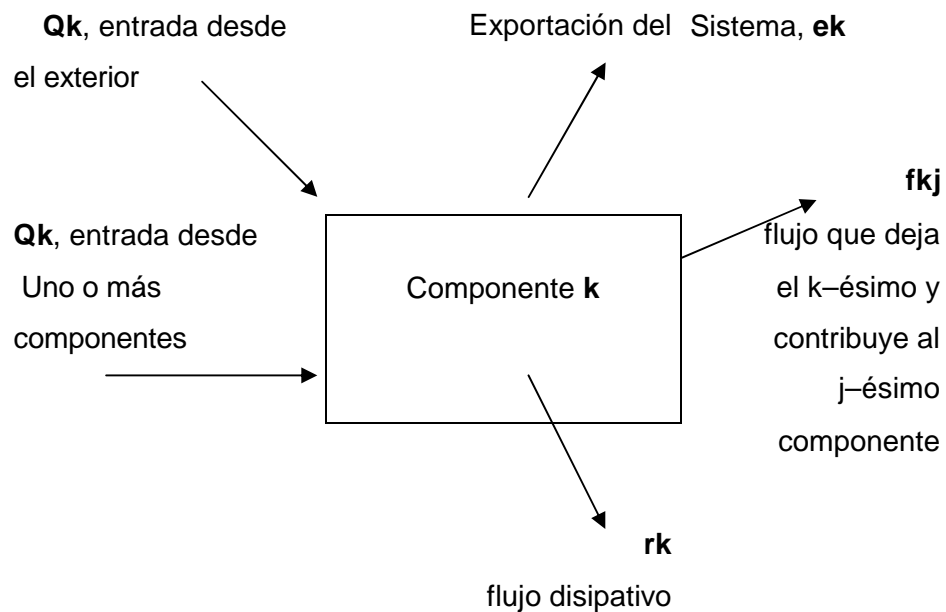 Qk, entrada desde
el exterior
Exportación del Sistema, ek
Qk, entrada desde
Uno o más
componentes
Componente k
fkj
flujo que deja
el k–ésimo y
contribuye al
j–ésimo
componente
rk
flujo disipativo